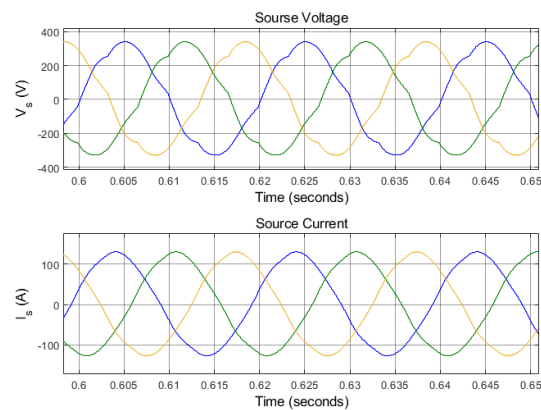 Sourse Voltage
400
200
0
-200
-400
V_s (V)
0.6 0.605 0.61 0.615 0.62 0.625 0.63 0.635 0.64 0.645 0.65
Time (seconds)
Source Current
100
0
-100
I_s (A)
0.6 0.605 0.61 0.615 0.62 0.625 0.63 0.635 0.64 0.645 0.65
Time (seconds)